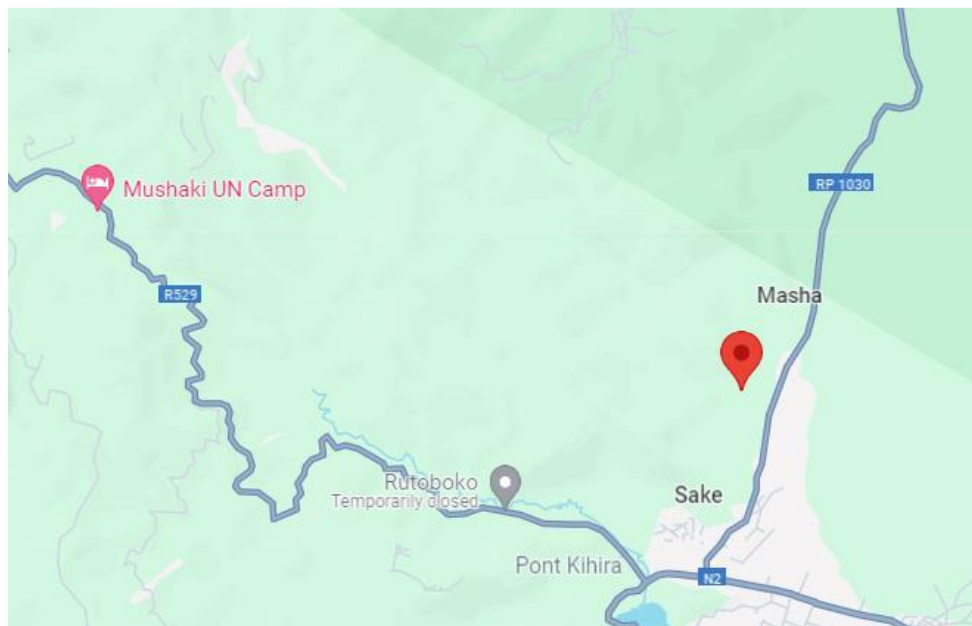 Mushaki UN Camp
RP 1030
R529
Masha
Rutoboko
Temporarily closed
Sake
Pont Kihira
N2